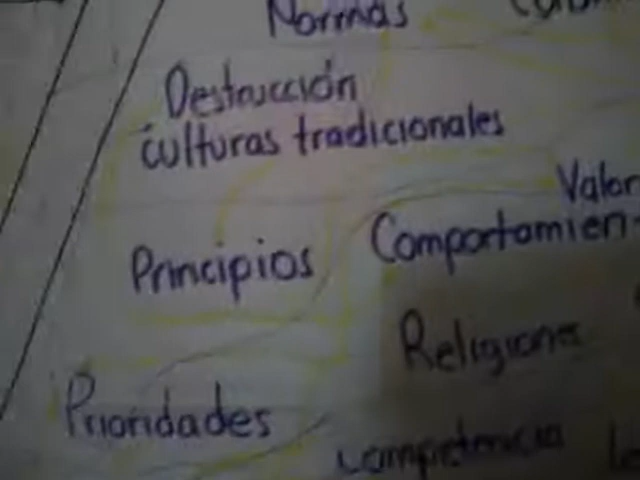 Normas
Destrucción
culturas tradicionales
Valor
Principios Comportamien-
Religiones
Prioridades
competencia